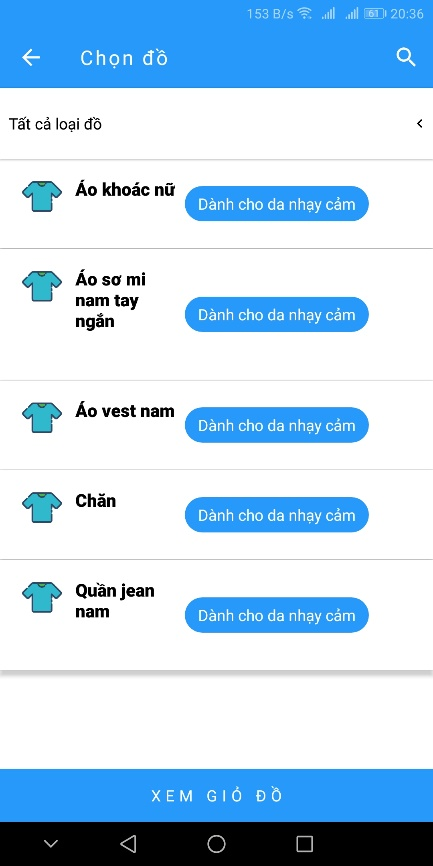 153 B/s 61 20:36
Chọn đồ
Tất cả loại đồ
Áo khoác nữ
Dành cho da nhạy cảm
Áo sơ mi
nam tay
ngắn
Dành cho da nhạy cảm
Áo vest nam
Dành cho da nhạy cảm
Chăn
Dành cho da nhạy cảm
Quần jean
nam
Dành cho da nhạy cảm
XEM GIỎ ĐỒ